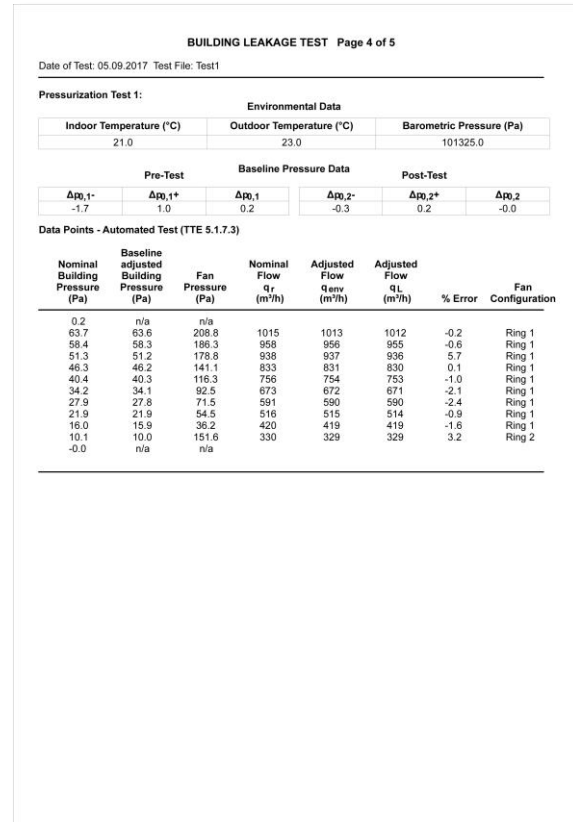 BUILDING LEAKAGE TEST Page 4 of 5
Date of Test: 05.09.2017 Test File: Test1
Pressurization Test 1:
Environmental Data
Indoor Temperature (°C) Outdoor Temperature (°C) Barometric Pressure (Pa)
21.0 23.0 101325.0
Baseline Pressure Data
Pre-Test Post-Test
Δp0,1- Δp0,1+ Δp0,1 Δp0,2- Δp0,2+ Δp0,2
-1.7 1.0 0.2 -0.3 0.2 -0.0
Data Points - Automated Test (TTE 5.1.7.3)
Baseline
Nominal adjusted Nominal Adjusted Adjusted
Building Building Fan Flow Flow Flow
Pressure Pressure Pressure qr qenv qL Fan
(Pa) (Pa) (Pa) (m³/h) (m³/h) (m³/h) % Error Configuration
0.2 n/a n/a
63.7 63.6 208.8 1015 1013 1012 -0.2 Ring 1
58.4 58.3 186.3 958 956 955 -0.6 Ring 1
51.3 51.2 178.8 938 937 936 5.7 Ring 1
46.3 46.2 141.1 833 831 830 0.1 Ring 1
40.4 40.3 116.3 756 754 753 -1.0 Ring 1
34.2 34.1 92.5 673 672 671 -2.1 Ring 1
27.9 27.8 71.5 591 590 590 -2.4 Ring 1
21.9 21.9 54.5 516 515 514 -0.9 Ring 1
16.0 15.9 36.2 420 419 419 -1.6 Ring 1
10.1 10.0 151.6 330 329 329 3.2 Ring 2
-0.0 n/a n/a